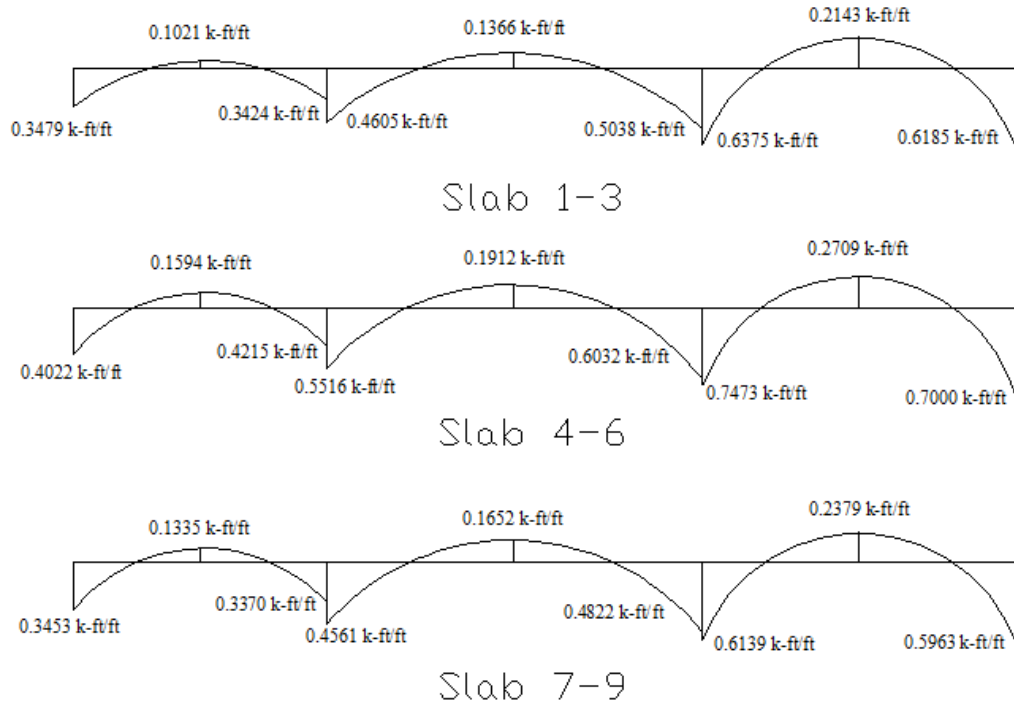 0.1021 k-ft/ft
0.1366 k-ft/ft
0.2143 k-ft/ft
0.3479 k-ft/ft
0.3424 k-ft/ft
0.4605 k-ft/ft
0.5038 k-ft/ft
0.6375 k-ft/ft
0.6185 k-ft/ft
Slab 1-3
0.1594 k-ft/ft
0.1912 k-ft/ft
0.2709 k-ft/ft
0.4022 k-ft/ft
0.4215 k-ft/ft
0.5516 k-ft/ft
0.6032 k-ft/ft
0.7473 k-ft/ft
0.7000 k-ft/ft
Slab 4-6
0.1335 k-ft/ft
0.1652 k-ft/ft
0.2379 k-ft/ft
0.3453 k-ft/ft
0.3370 k-ft/ft
0.4561 k-ft/ft
0.4822 k-ft/ft
0.6139 k-ft/ft
0.5963 k-ft/ft
Slab 7-9